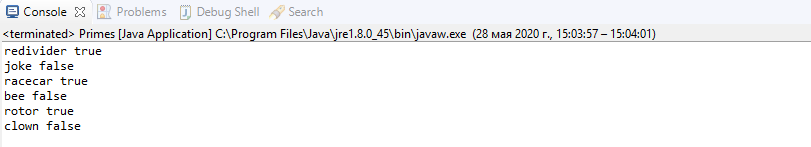 Console Problems Debug Shell Search
<terminated> Primes [Java Application] C:\Program Files\Java\jre1.8.0_45\bin\javaw.exe (28 мая 2020 г., 15:03:57 – 15:04:01)
redivider true
joke false
racecar true
bee false
rotor true
clown false